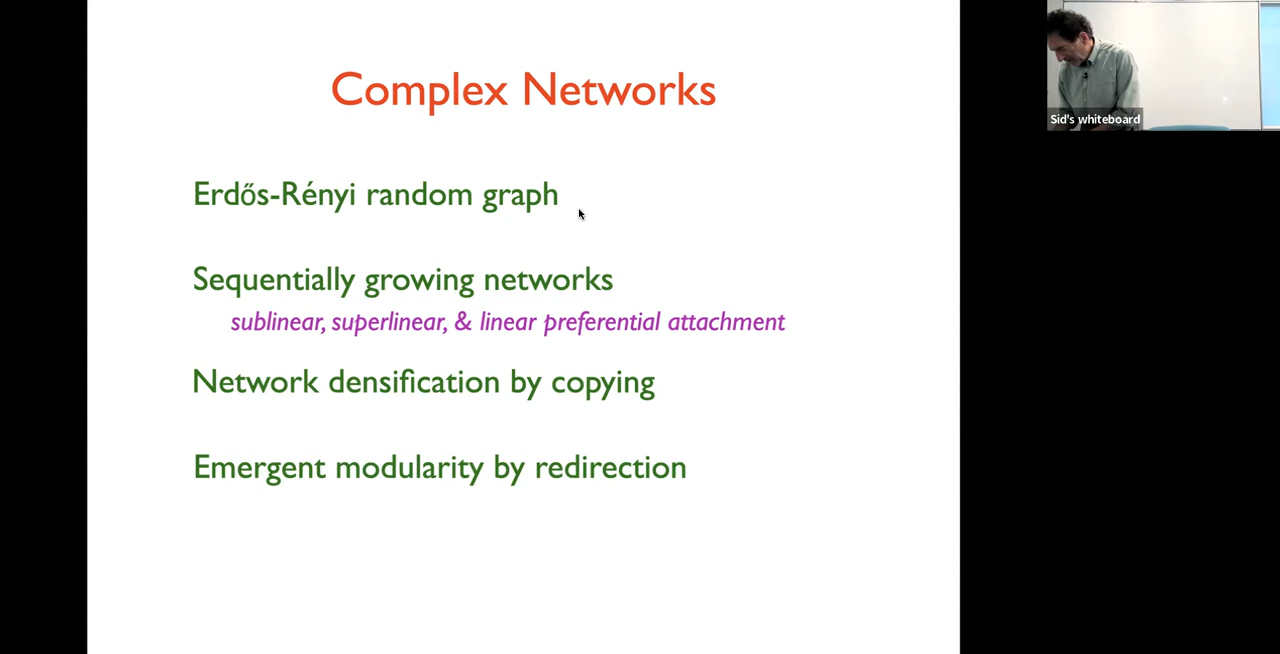 Complex Networks
Erdős-Rényi random graph
Sequentially growing networks
sublinear, superlinear, & linear preferential attachment
Network densification by copying
Emergent modularity by redirection
Sid's whiteboard